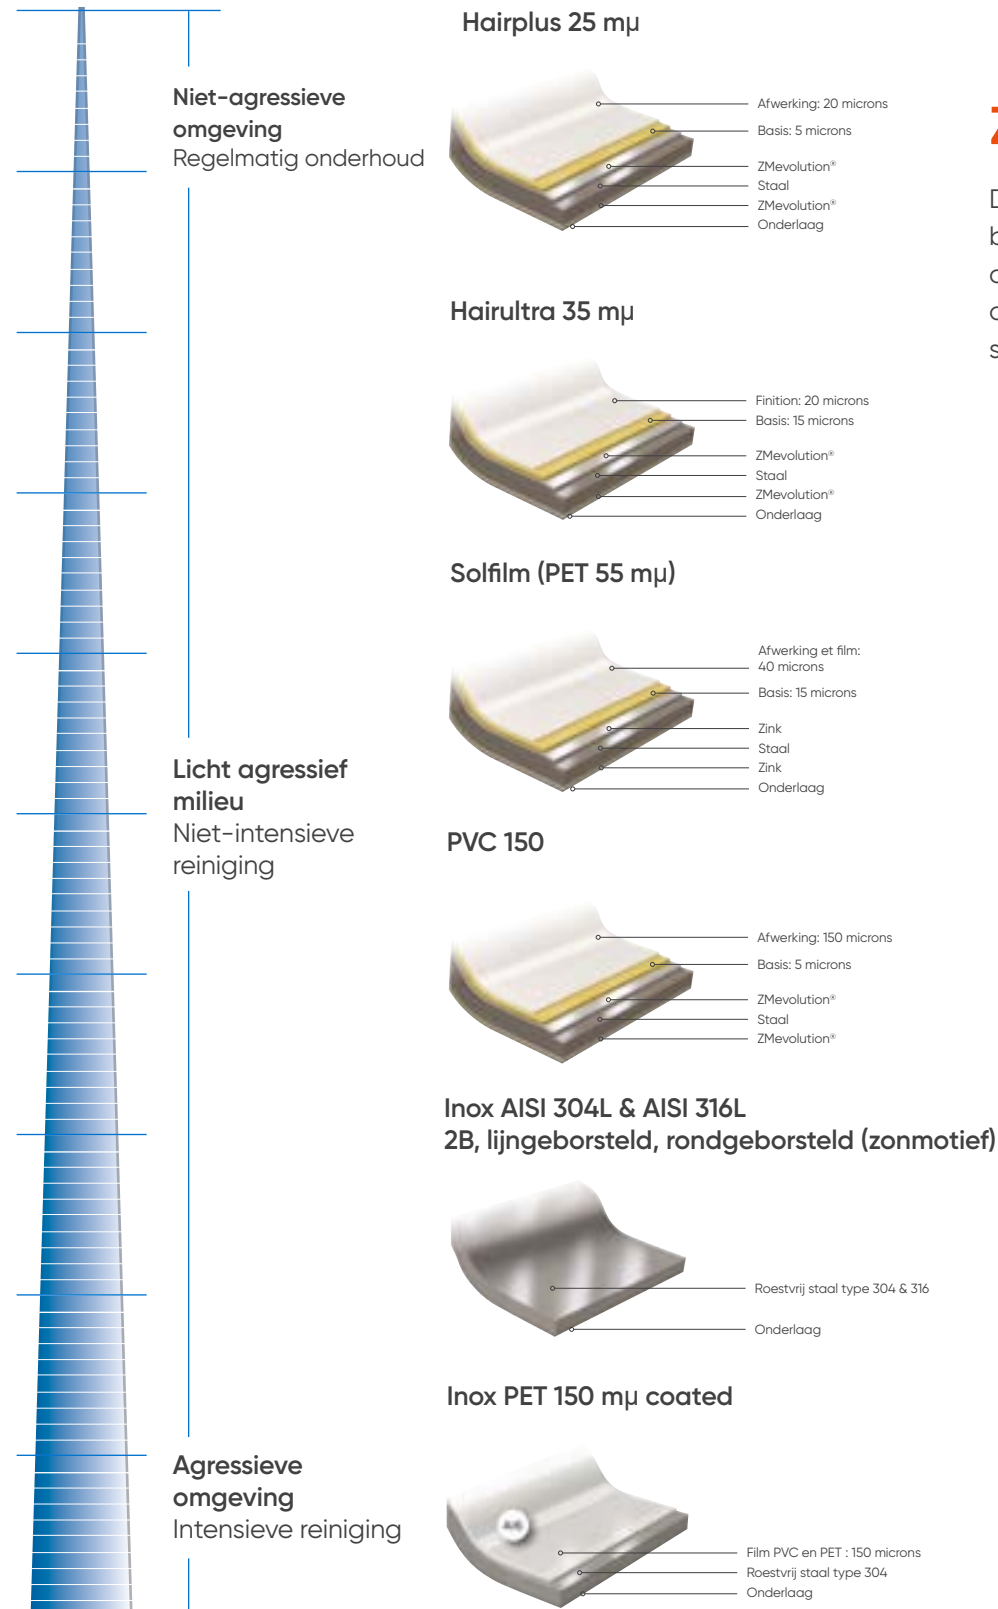 Hairplus 25 mµ
Niet-agressieve
omgeving
Regelmatig onderhoud
Afwerking: 20 microns
Basis: 5 microns
ZMevolution®
Staal
ZMevolution®
Onderlaag
Hairultra 35 mµ
Finition: 20 microns
Basis: 15 microns
ZMevolution®
Staal
ZMevolution®
Onderlaag
Solfilm (PET 55 mµ)
Afwerking et film:
40 microns
Basis: 15 microns
Zink
Staal
Zink
Onderlaag
Licht agressief
milieu
Niet-intensieve
reiniging
PVC 150
Afwerking: 150 microns
Basis: 5 microns
ZMevolution®
Staal
ZMevolution®
Inox AISI 304L & AISI 316L
2B, lijngeborsteld, rondgeborsteld (zonmotief)
Roestvrij staal type 304 & 316
Onderlaag
Inox PET 150 mµ coated
Agressieve
omgeving
Intensieve reiniging
Film PVC en PET : 150 microns
Roestvrij staal type 304
Onderlaag